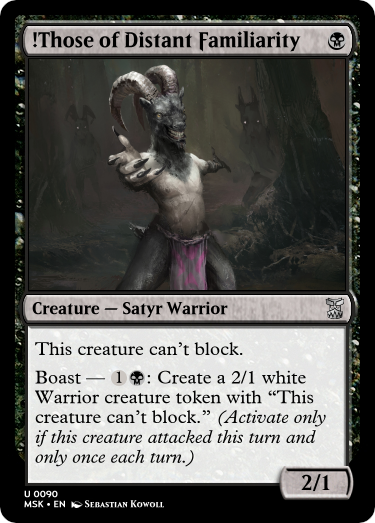 !Those of Distant Familiarity
Creature — Satyr Warrior
This creature can't block.
Boast — 1: Create a 2/1 white
Warrior creature token with “This
creature can't block.” (Activate only
if this creature attacked this turn and
only once each turn.)
2/1
U 0090
MSK • EN Sebastian Kowoll